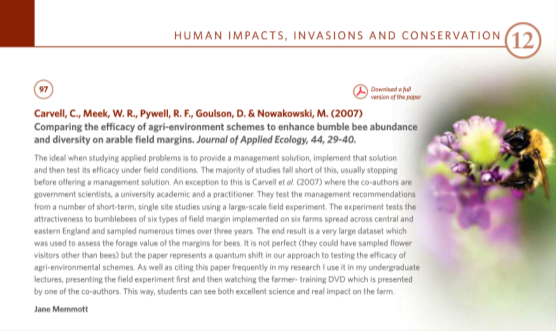 HUMAN IMPACTS, INVASIONS AND CONSERVATION
12
97
Download a full
version of the paper
Carvell, C., Meek, W. R., Pywell, R. F., Goulson, D. & Nowakowski, M. (2007)
Comparing the efficacy of agri-environment schemes to enhance bumble bee abundance
and diversity on arable field margins. Journal of Applied Ecology, 44, 29-40.
The ideal when studying applied problems is to provide a management solution, implement that solution
and then test its efficacy under field conditions. The majority of studies fall short of this, usually stopping
before offering a management solution. An exception to this is Carvell et al. (2007) where the co-authors are
government scientists, a university academic and a practitioner. They test the management recommendations
from a number of short-term, single site studies using a large-scale field experiment. The experiment tests the
attractiveness to bumblebees of six types of field margin implemented on six farms spread across central and
eastern England and sampled numerous times over three years. The end result is a very large dataset which
was used to assess the forage value of the margins for bees. It is not perfect (they could have sampled flower
visitors other than bees) but the paper represents a quantum shift in our approach to testing the efficacy of
agri-environmental schemes. As well as citing this paper frequently in my research I use it in my undergraduate
lectures, presenting the field experiment first and then watching the farmer- training DVD which is presented
by one of the co-authors. This way, students can see both excellent science and real impact on the farm.
Jane Memmott